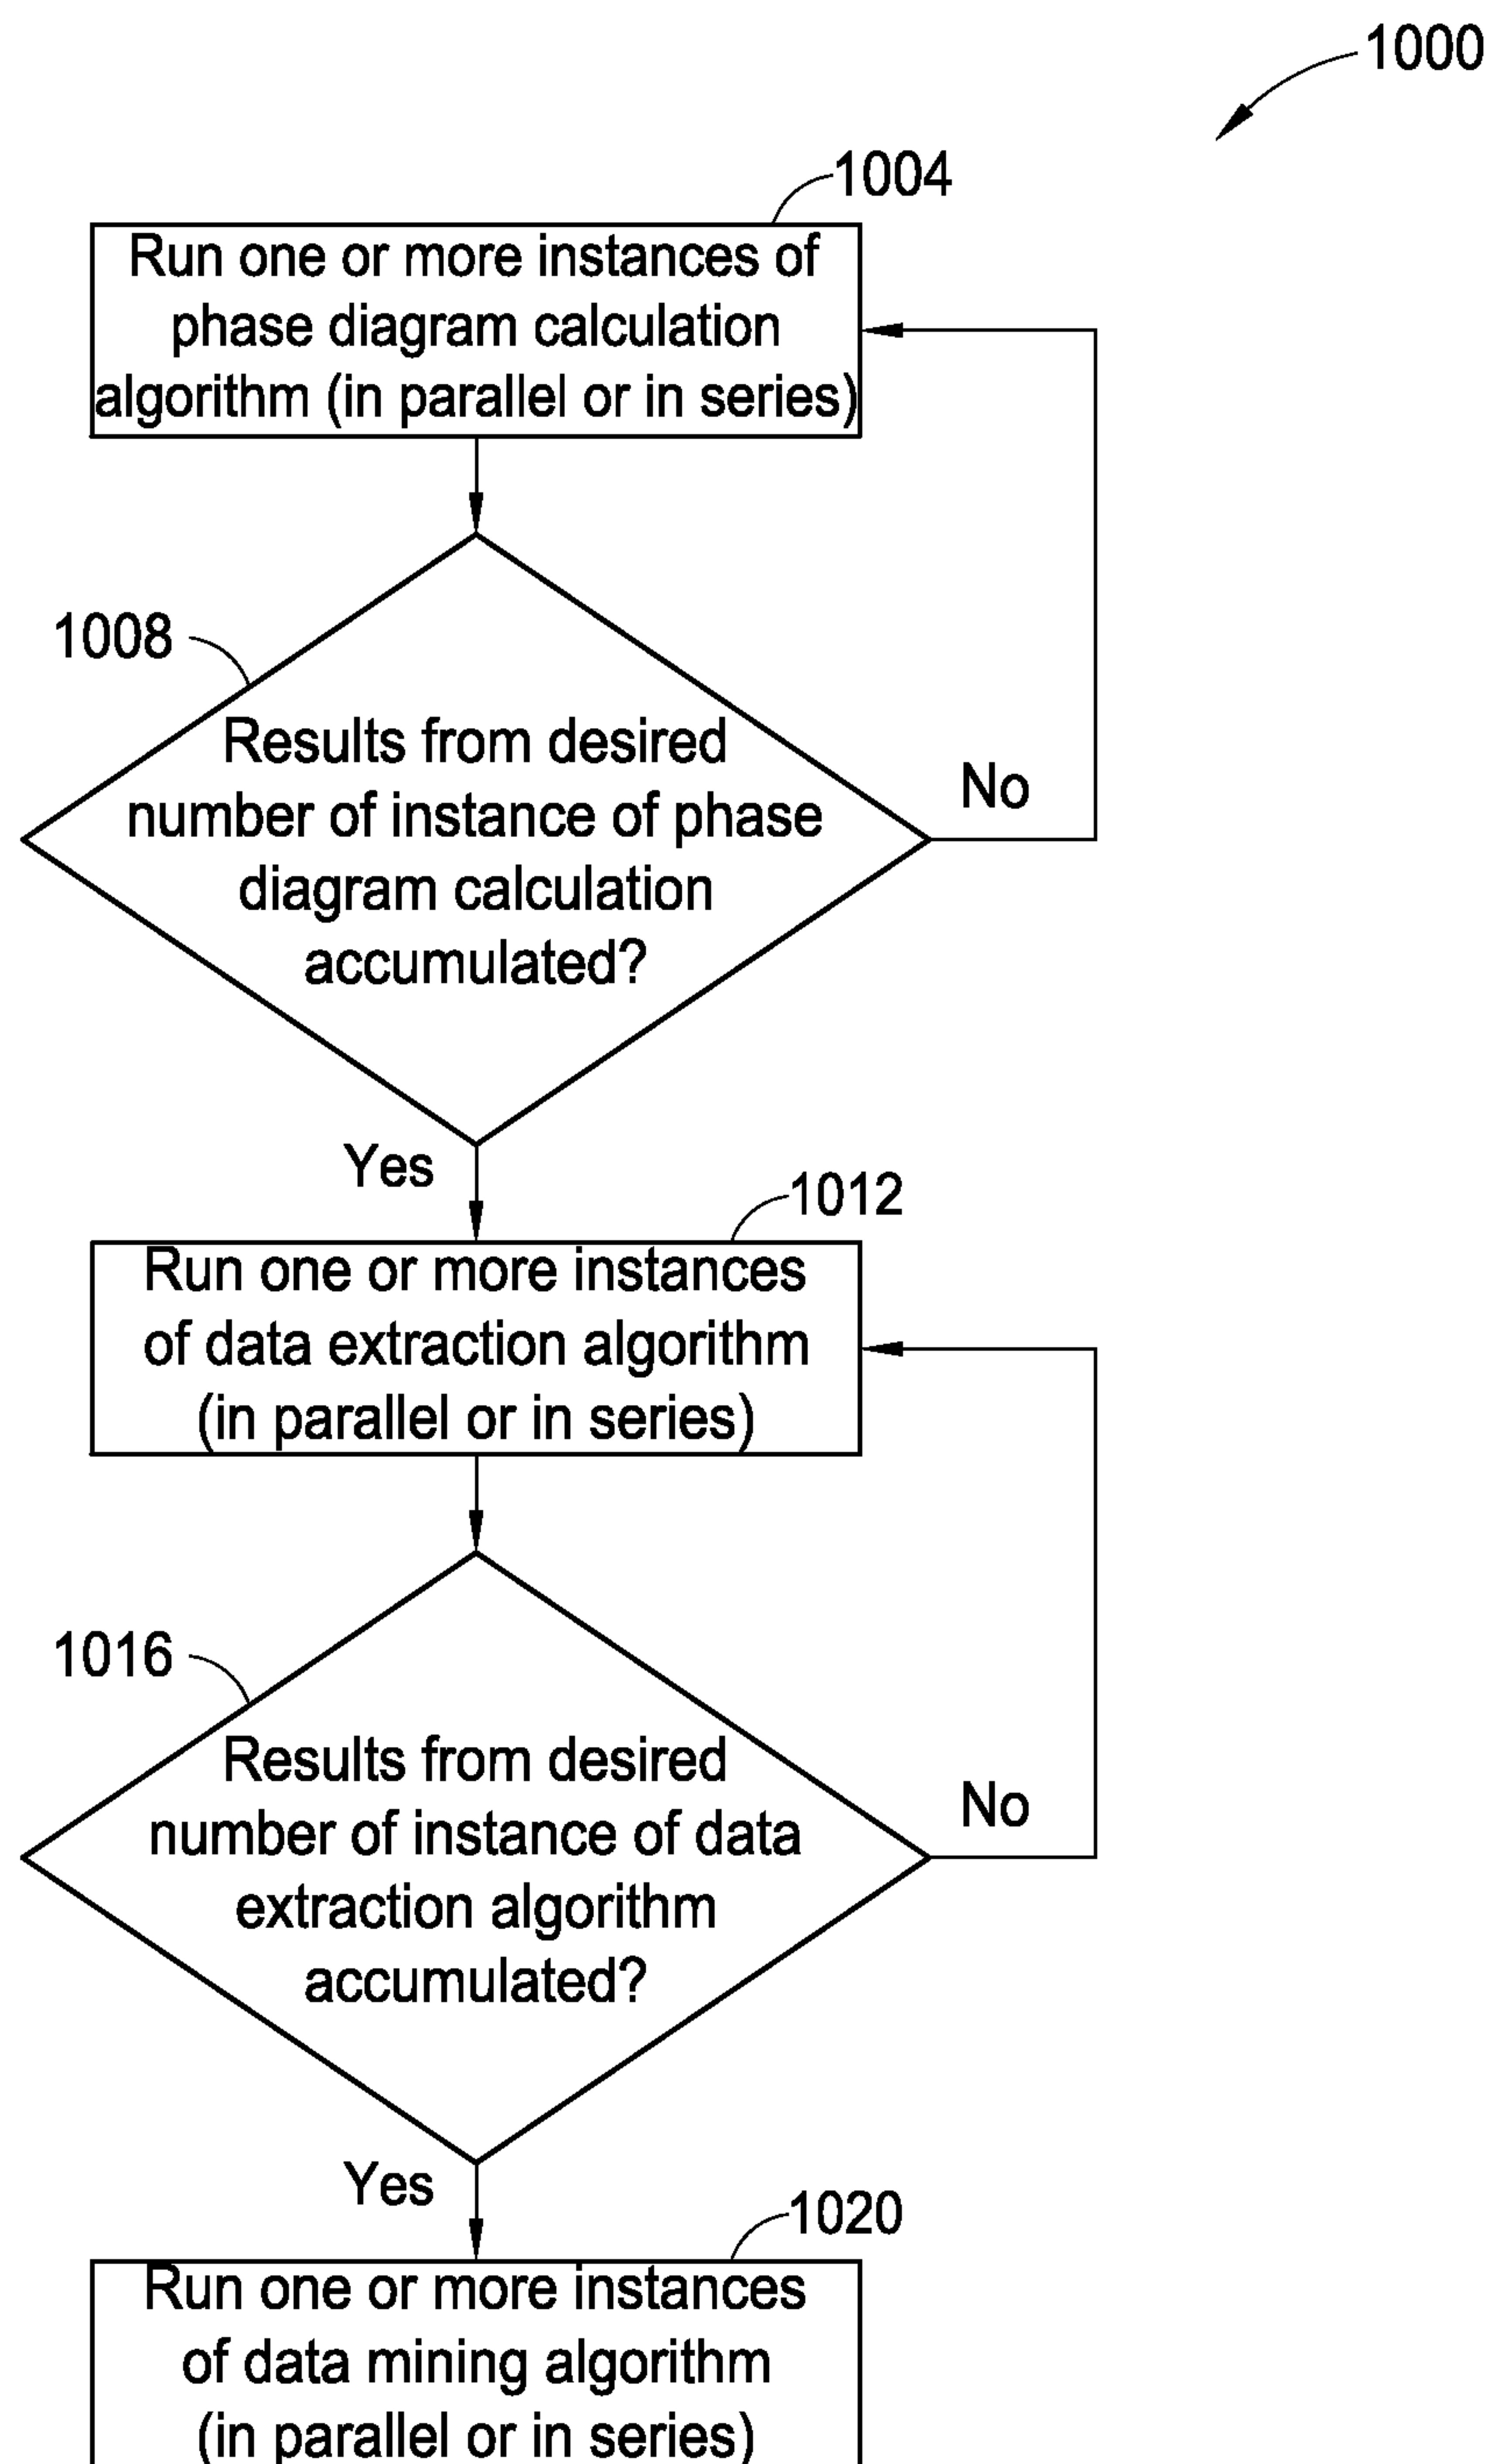 1000
1004
Run one or more instances of
phase diagram calculation
algorithm (in parallel or in series)
1008
Results from desired
number of instance of phase
diagram calculation
accumulated?
No
Yes
1012
Run one or more instances
of data extraction algorithm
(in parallel or in series)
1016
Results from desired
number of instance of data
extraction algorithm
accumulated?
No
Yes
1020
Run one or more instances
of data mining algorithm
(in parallel or in series)